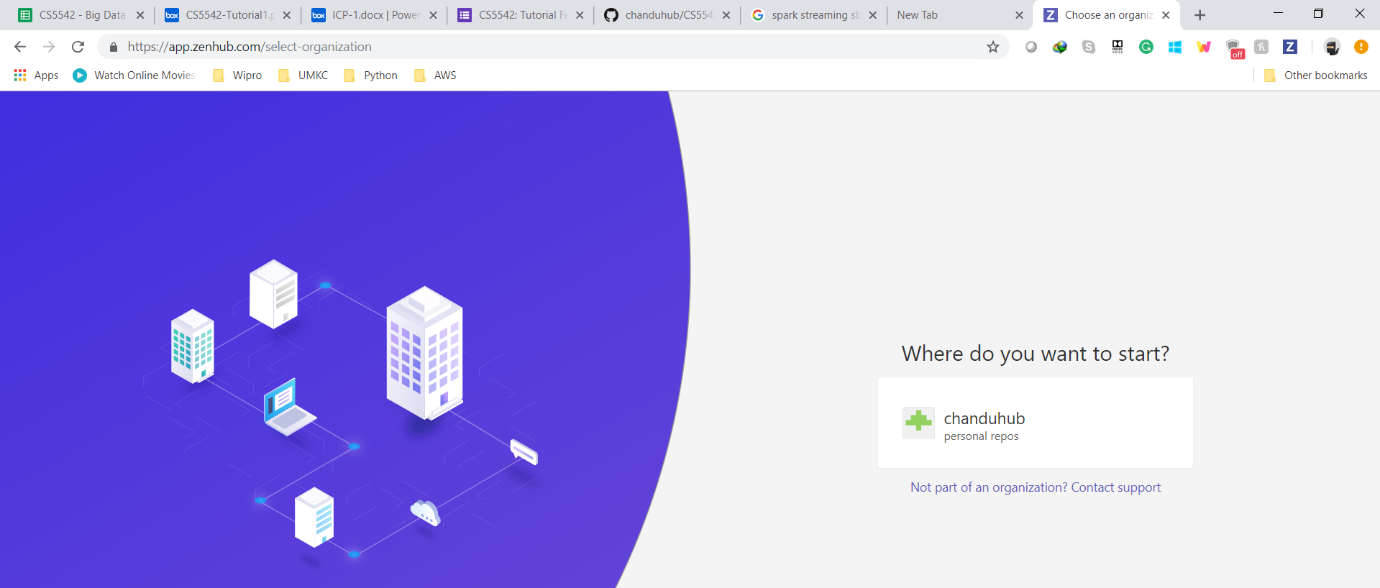 CS5542 - Big Data
CS5542-Tutorial1.p
ICP-1.docx | Power
CS5542: Tutorial Fe
chanduhub/CS554
spark streaming st
New Tab
Choose an organiz
https://app.zenhub.com/select-organization
off
Apps
Watch Online Movies
Wipro
UMKC
Python
AWS
Other bookmarks
Where do you want to start?
chanduhub
personal repos
Not part of an organization? Contact support